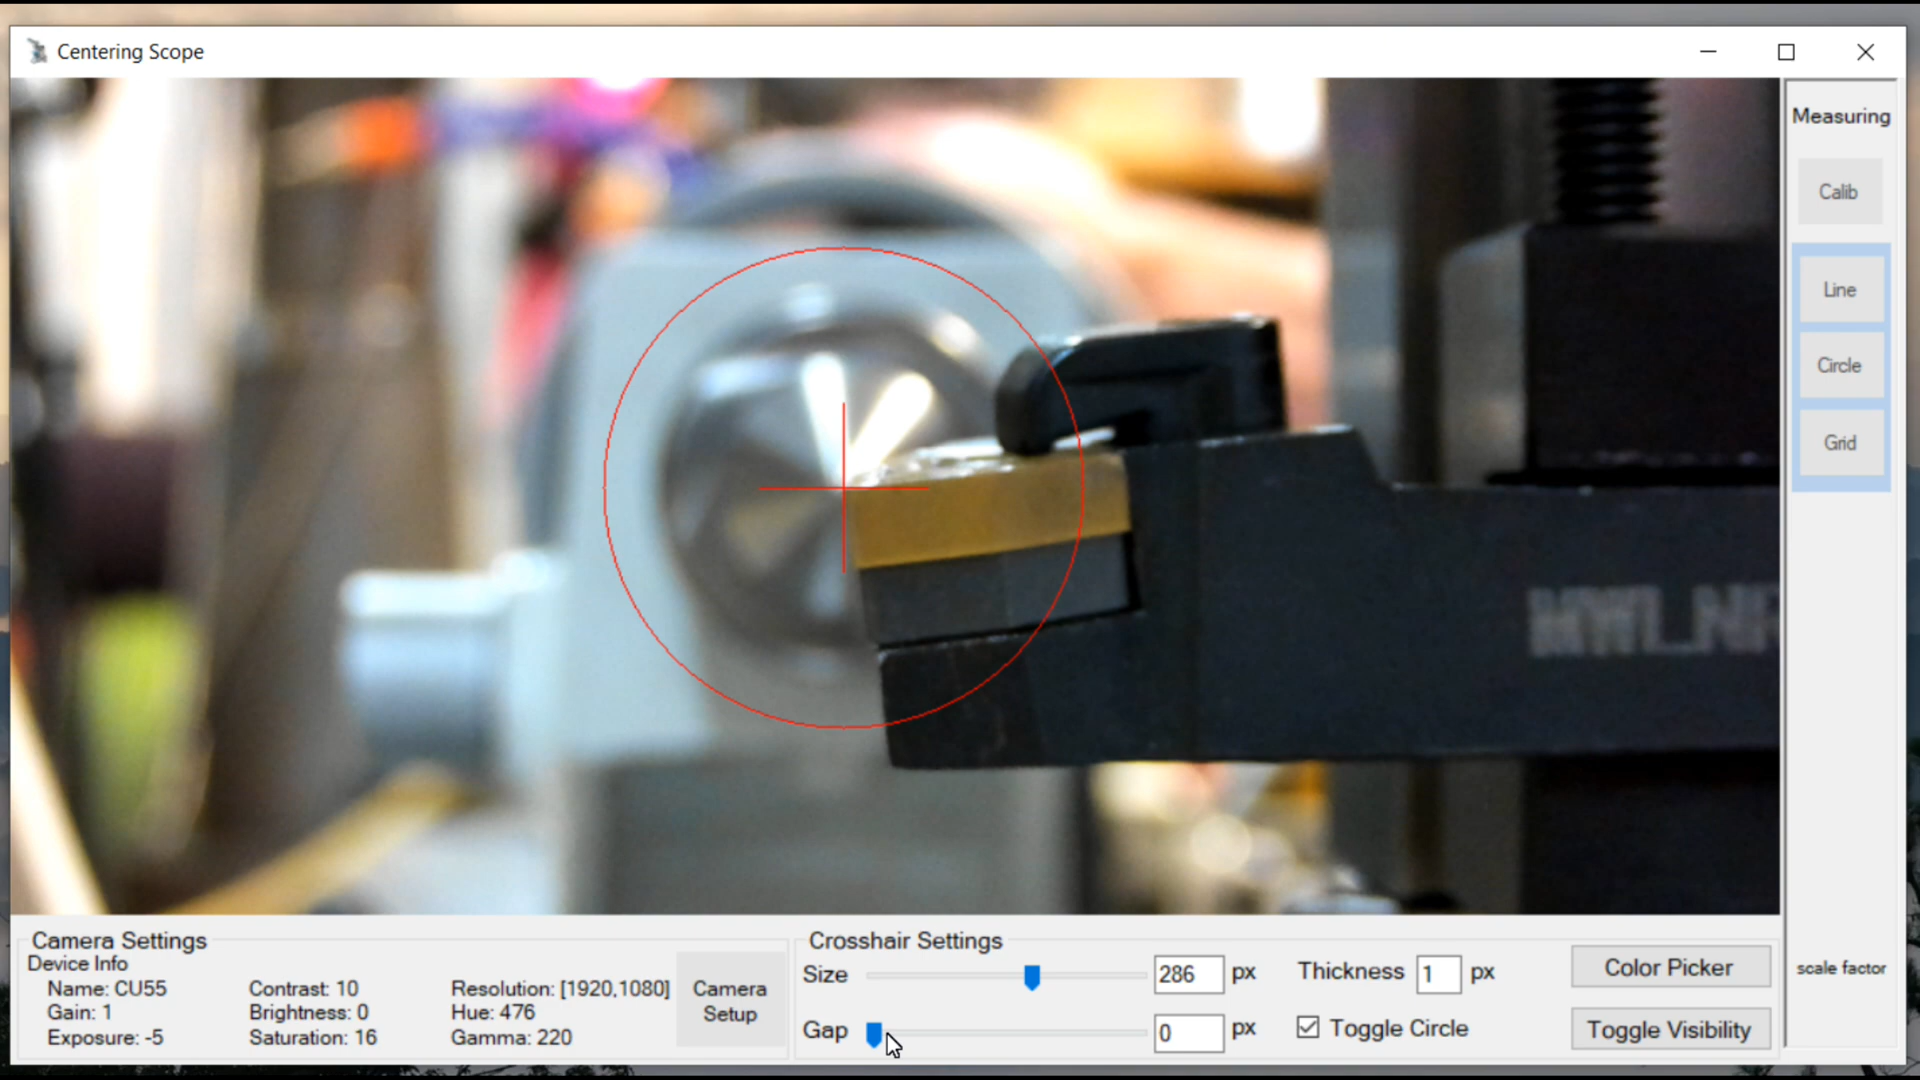 Centering Scope
Measuring
Calib
Line
Circle
Grid
scale factor
Camera Settings
Device Info
Name: CU55
Gain: 1
Exposure: -5
Contrast: 10
Brightness: 0
Saturation: 16
Resolution: [1920,1080]
Hue: 476
Gamma: 220
Camera
Setup
Crosshair Settings
Size 286 px
Gap 0 px
Thickness 1 px
Toggle Circle
Color Picker
Toggle Visibility